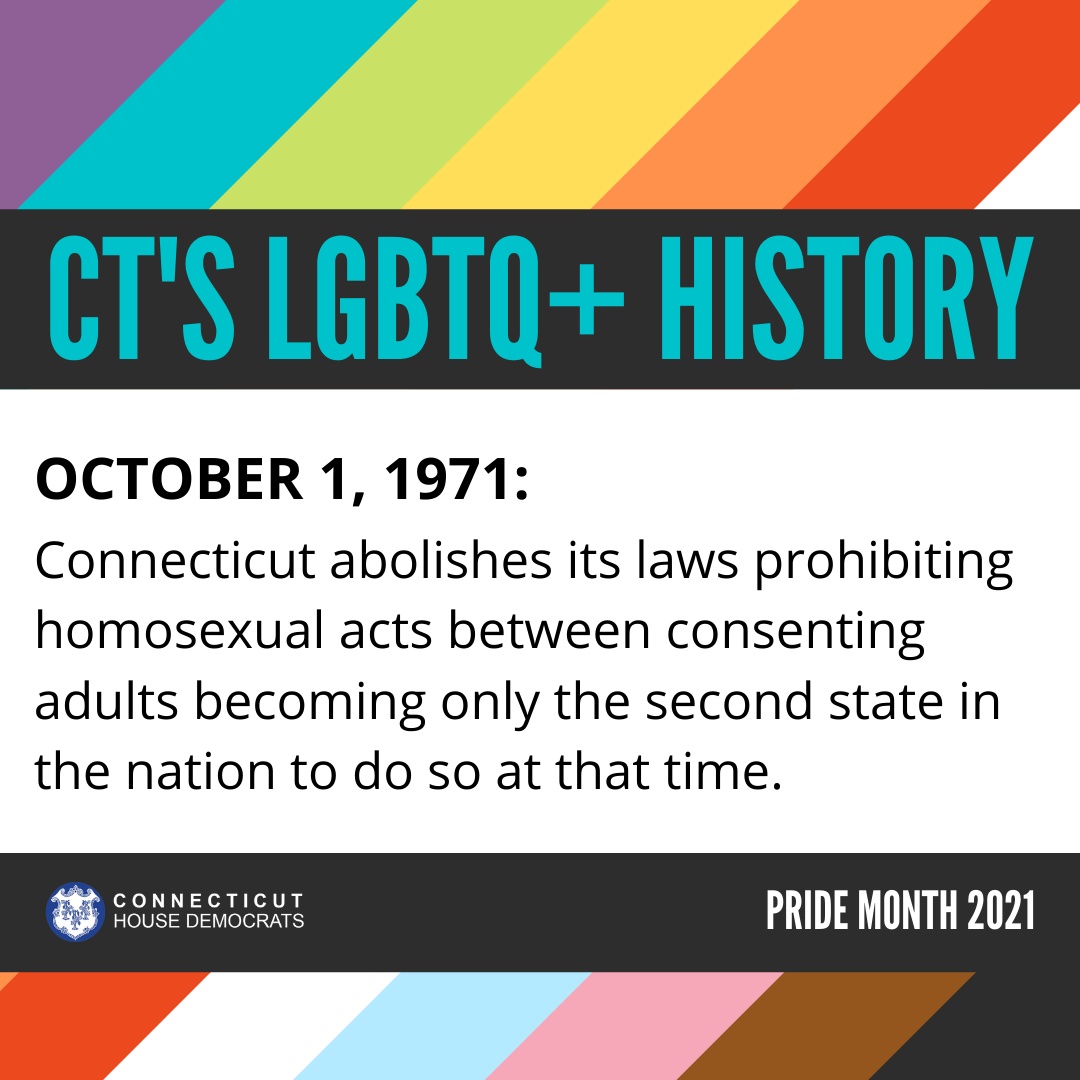 CT'S LGBTQ+ HISTORY
OCTOBER 1, 1971:
Connecticut abolishes its laws prohibiting
homosexual acts between consenting
adults becoming only the second state in
the nation to do so at that time.
CONNECTICUT
HOUSE DEMOCRATS
PRIDE MONTH 2021